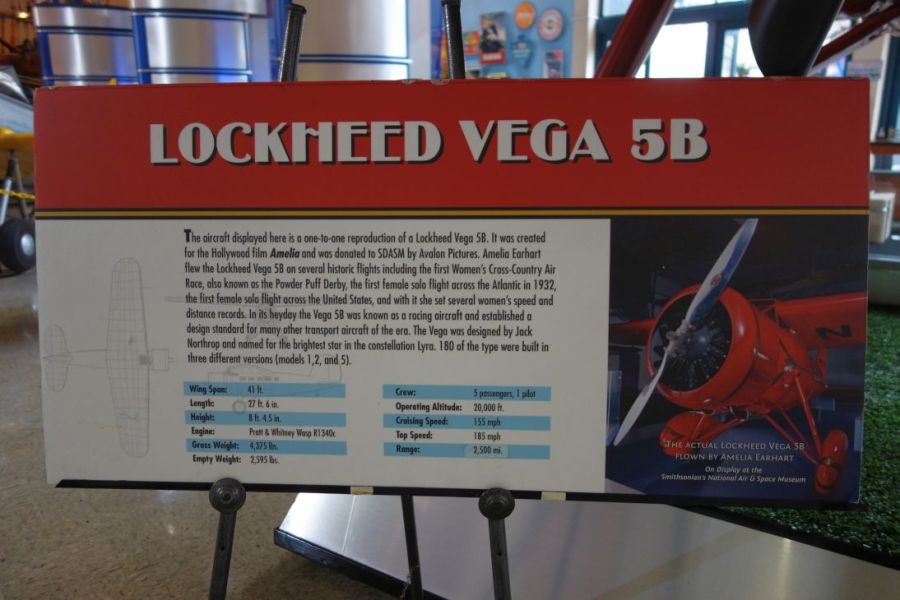 LOCKHEED VEGA 5B
The aircraft displayed here is a one-to-one reproduction of a Lockheed Vega 5B. It was created
for the Hollywood film Amelia and was donated to SDASM by Avalon Pictures. Amelia Earhart
flew the Lockheed Vega 5B on several historic flights including the first Women's Cross-Country Air
Race, also known as the Powder Puff Derby, the first female solo flight across the Atlantic in 1932,
the first female solo flight across the United States, and with it she set several women's speed and
distance records. In its heyday the Vega 5B was known as a racing aircraft and established a
design standard for many other transport aircraft of the era. The Vega was designed by Jack
Northrop and named for the brightest star in the constellation Lyra. 180 of the type were built in
three different versions (models 1,2, and 5).
Wing Span: 41 ft.
Length: 27 ft. 6 in.
Height: 8 ft. 4.5 in.
Engine: Pratt & Whitney Wasp R1340c
Gross Weight: 4,375 lbs.
Empty Weight: 2,595 lbs.
Crew: 5 passengers, 1 pilot
Operating Altitude: 20,000 ft.
Cruising Speed: 155 mph
Top Speed: 185 mph
Range: 2,500 mi.
N
THE ACTUAL LOCKHEED VEGA 5B
FLOWN BY AMELIA EARHART
On Display at the
Smithsonian's National Air & Space Museum